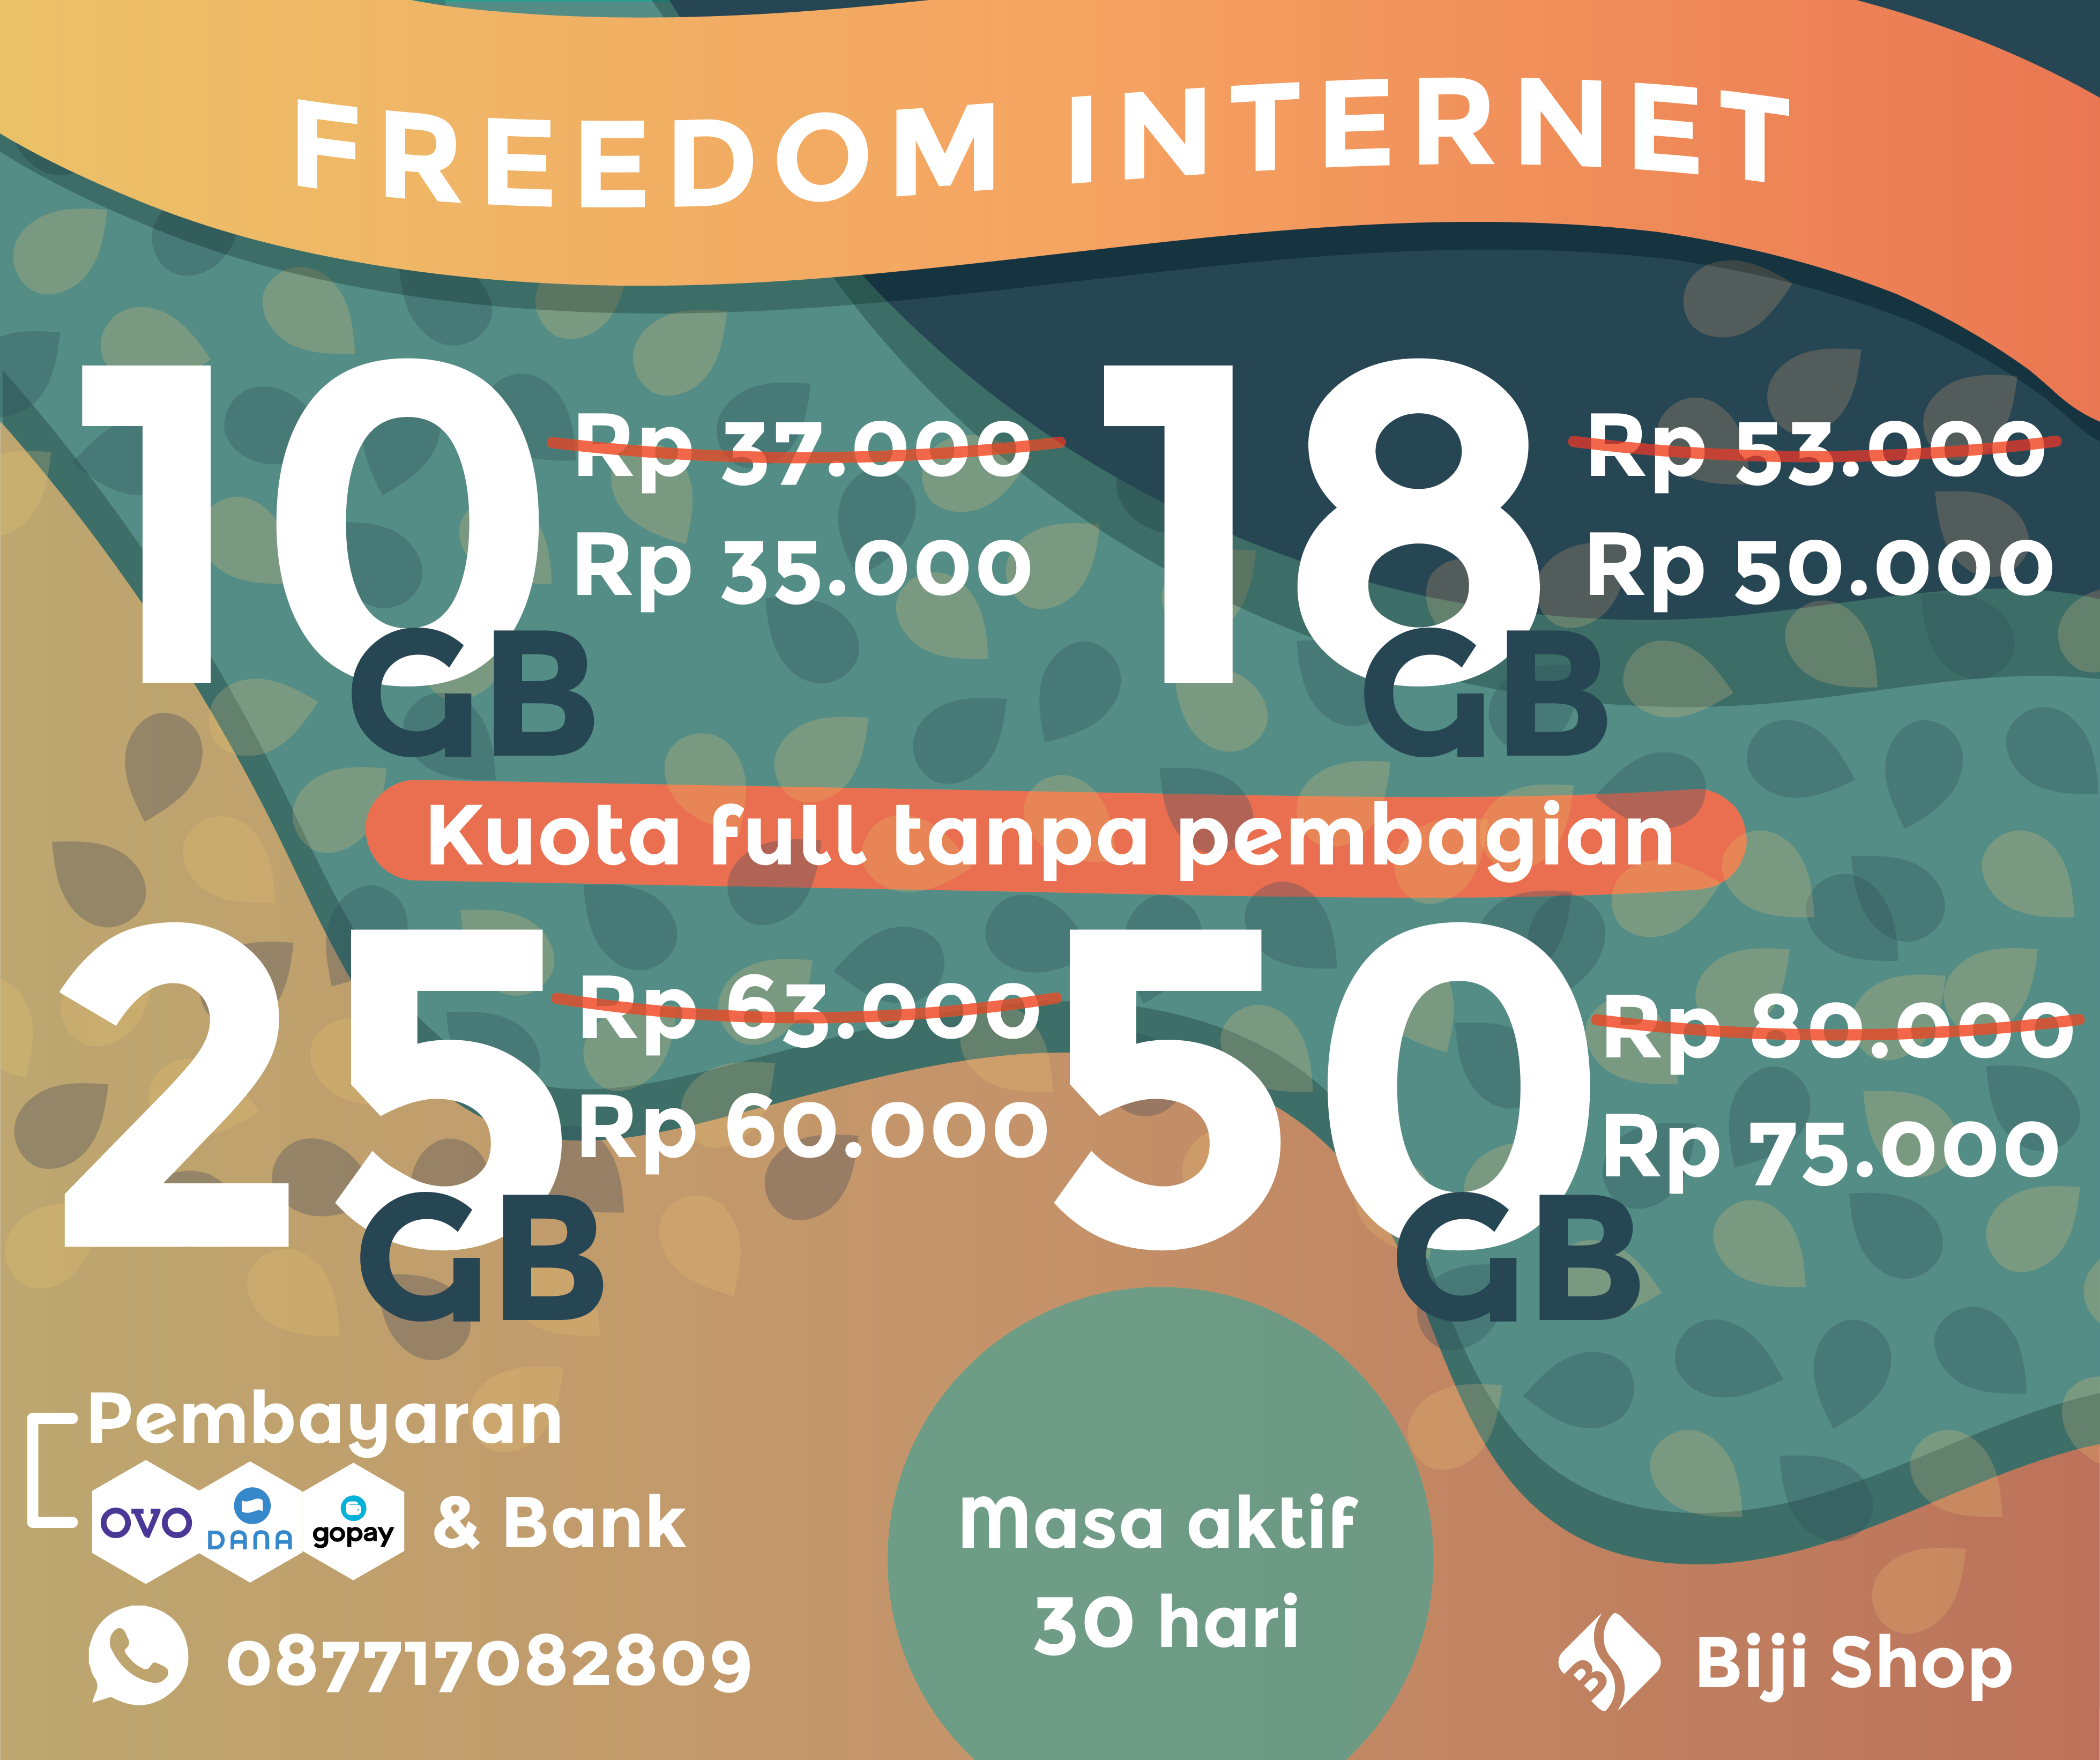 FREEDOM INTERNET
10 GB
Rp 37.000
Rp 35.000
18 GB
Rp 53.000
Rp 50.000
Kuota full tanpa pembagian
25 GB
Rp 63.000
Rp 60.000
50 GB
Rp 80.000
Rp 75.000
Pembayaran
OVO DANA gopay & Bank
0877717082809
Masa aktif
30 hari
Biji Shop